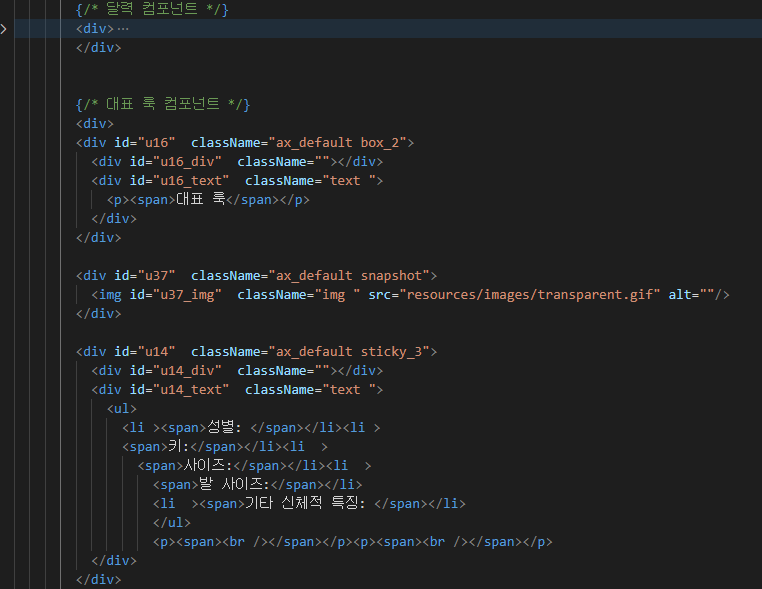 {/* 달력 컴포넌트 */}
<div>⋯
</div>
{/* 대표 룩 컴포넌트 */}
<div>
<div id="u16"  className="ax_default box_2">
<div id="u16_div"  className=""></div>
<div id="u16_text"  className="text ">
<p><span>대표 룩</span></p>
</div>
</div>
<div id="u37"  className="ax_default snapshot">
<img id="u37_img"  className="img " src="resources/images/transparent.gif" alt=""/>
</div>
<div id="u14"  className="ax_default sticky_3">
<div id="u14_div"  className=""></div>
<div id="u14_text"  className="text ">
<ul>
<li ><span>성별: </span></li><li >
<span>키:</span></li><li  >
<span>사이즈:</span></li><li  >
<span>발 사이즈:</span></li>
<li  ><span>기타 신체적 특징: </span></li>
</ul>
<p><span><br /></span></p><p><span><br /></span></p>
</div>
</div>